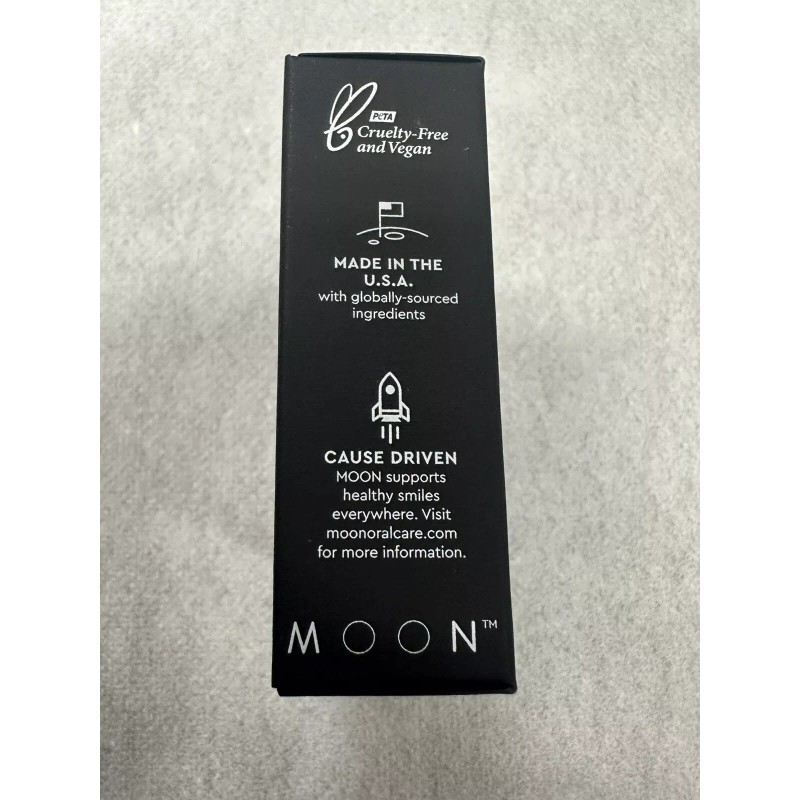 PETA
Cruelty-Free
and Vegan
MADE IN THE
U.S.A.
with globally-sourced
ingredients
CAUSE DRIVEN
MOON supports
healthy smiles
everywhere. Visit
moonoralcare.com
for more information.
MOON™